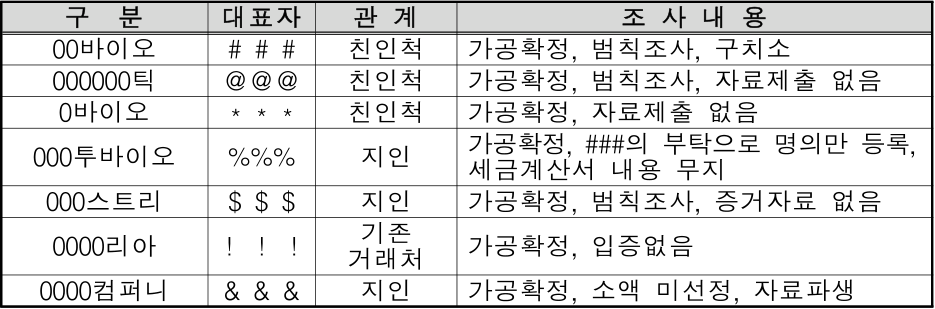 구 분 대표자 관 계 조 사 내 용
00바이오 # # # 친인척 가공확정, 범칙조사, 구치소
000000틱 @@@ 친인척 가공확정, 범칙조사, 자료제출 없음
0바이오 * * * 친인척 가공확정, 자료제출 없음
000투바이오 %%% 지인 가공확정, ###의 부탁으로 명의만 등록,
세금계산서 내용 무지
000스트리 $ $ $ 지인 가공확정, 범칙조사, 증거자료 없음
0000리아 ! ! ! 기존
거래처 가공확정, 입증없음
0000컴퍼니 & & & 지인 가공확정, 소액 미선정, 자료파생